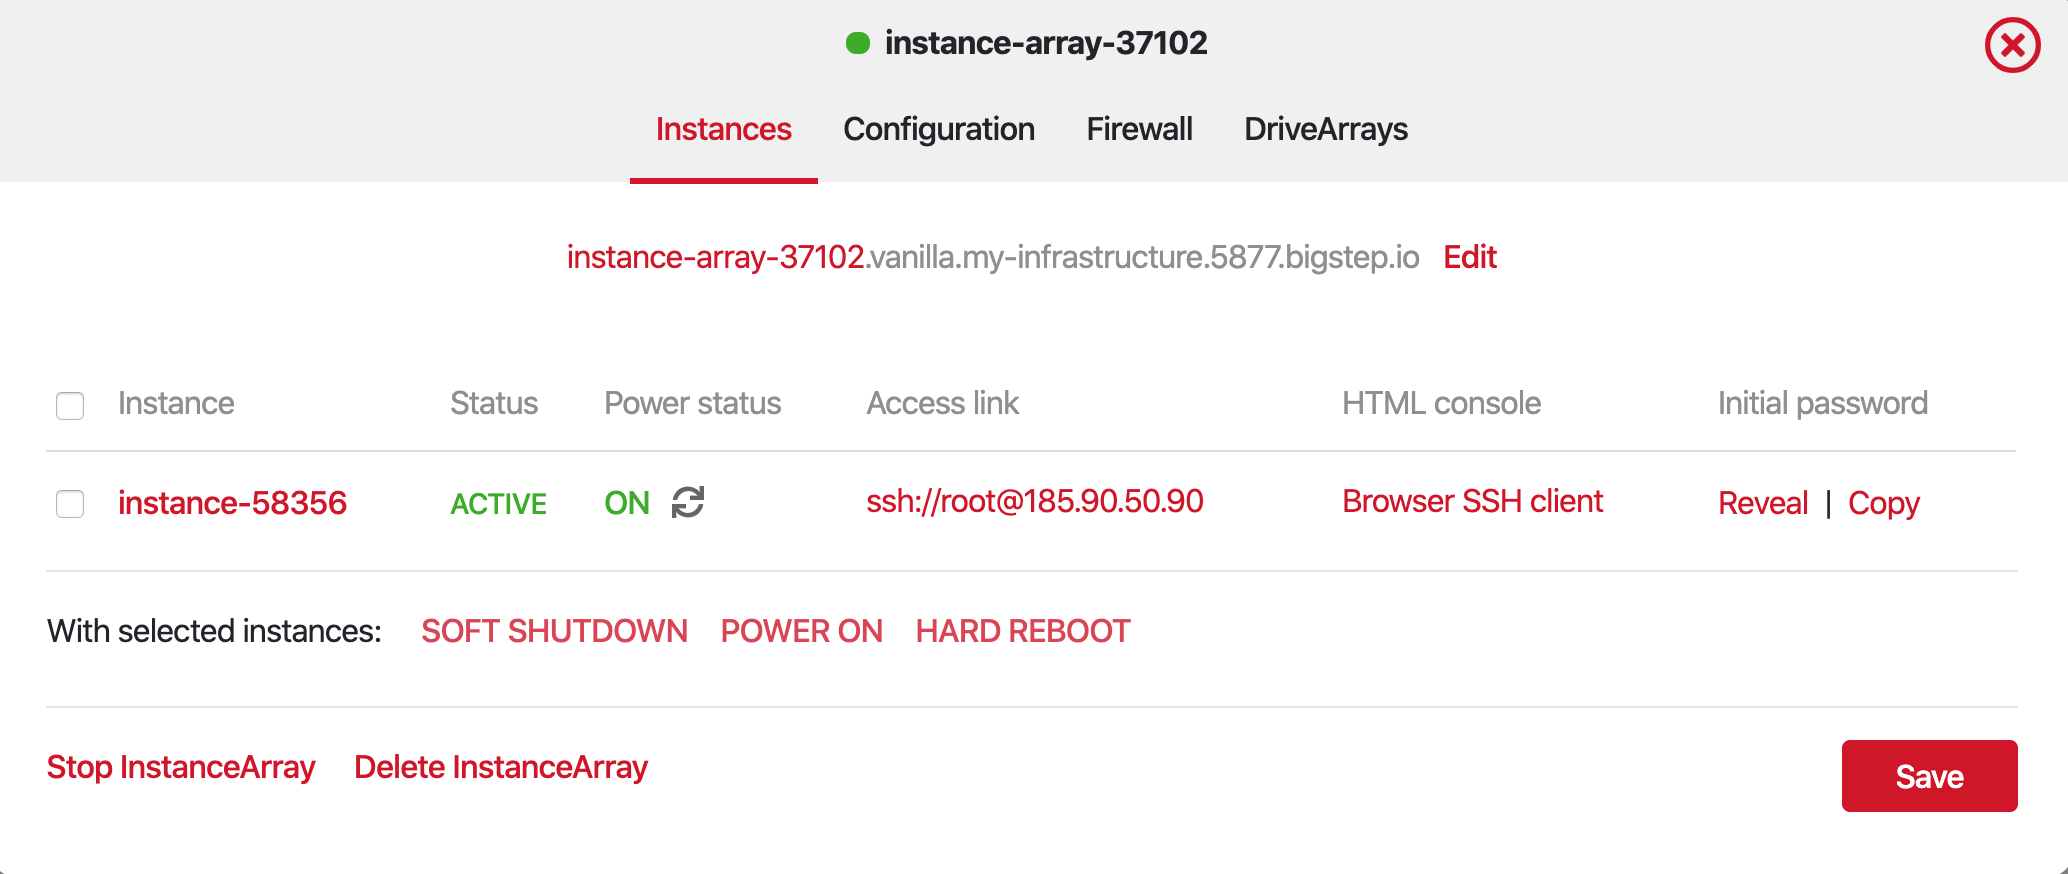 instance-array-37102
Instances Configuration Firewall DriveArrays
instance-array-37102.vanilla.my-infrastructure.5877.bigstep.io Edit
Instance Status Power status Access link HTML console Initial password
instance-58356 ACTIVE ON ssh://root@185.90.50.90 Browser SSH client Reveal | Copy
With selected instances: SOFT SHUTDOWN POWER ON HARD REBOOT
Stop InstanceArray Delete InstanceArray Save